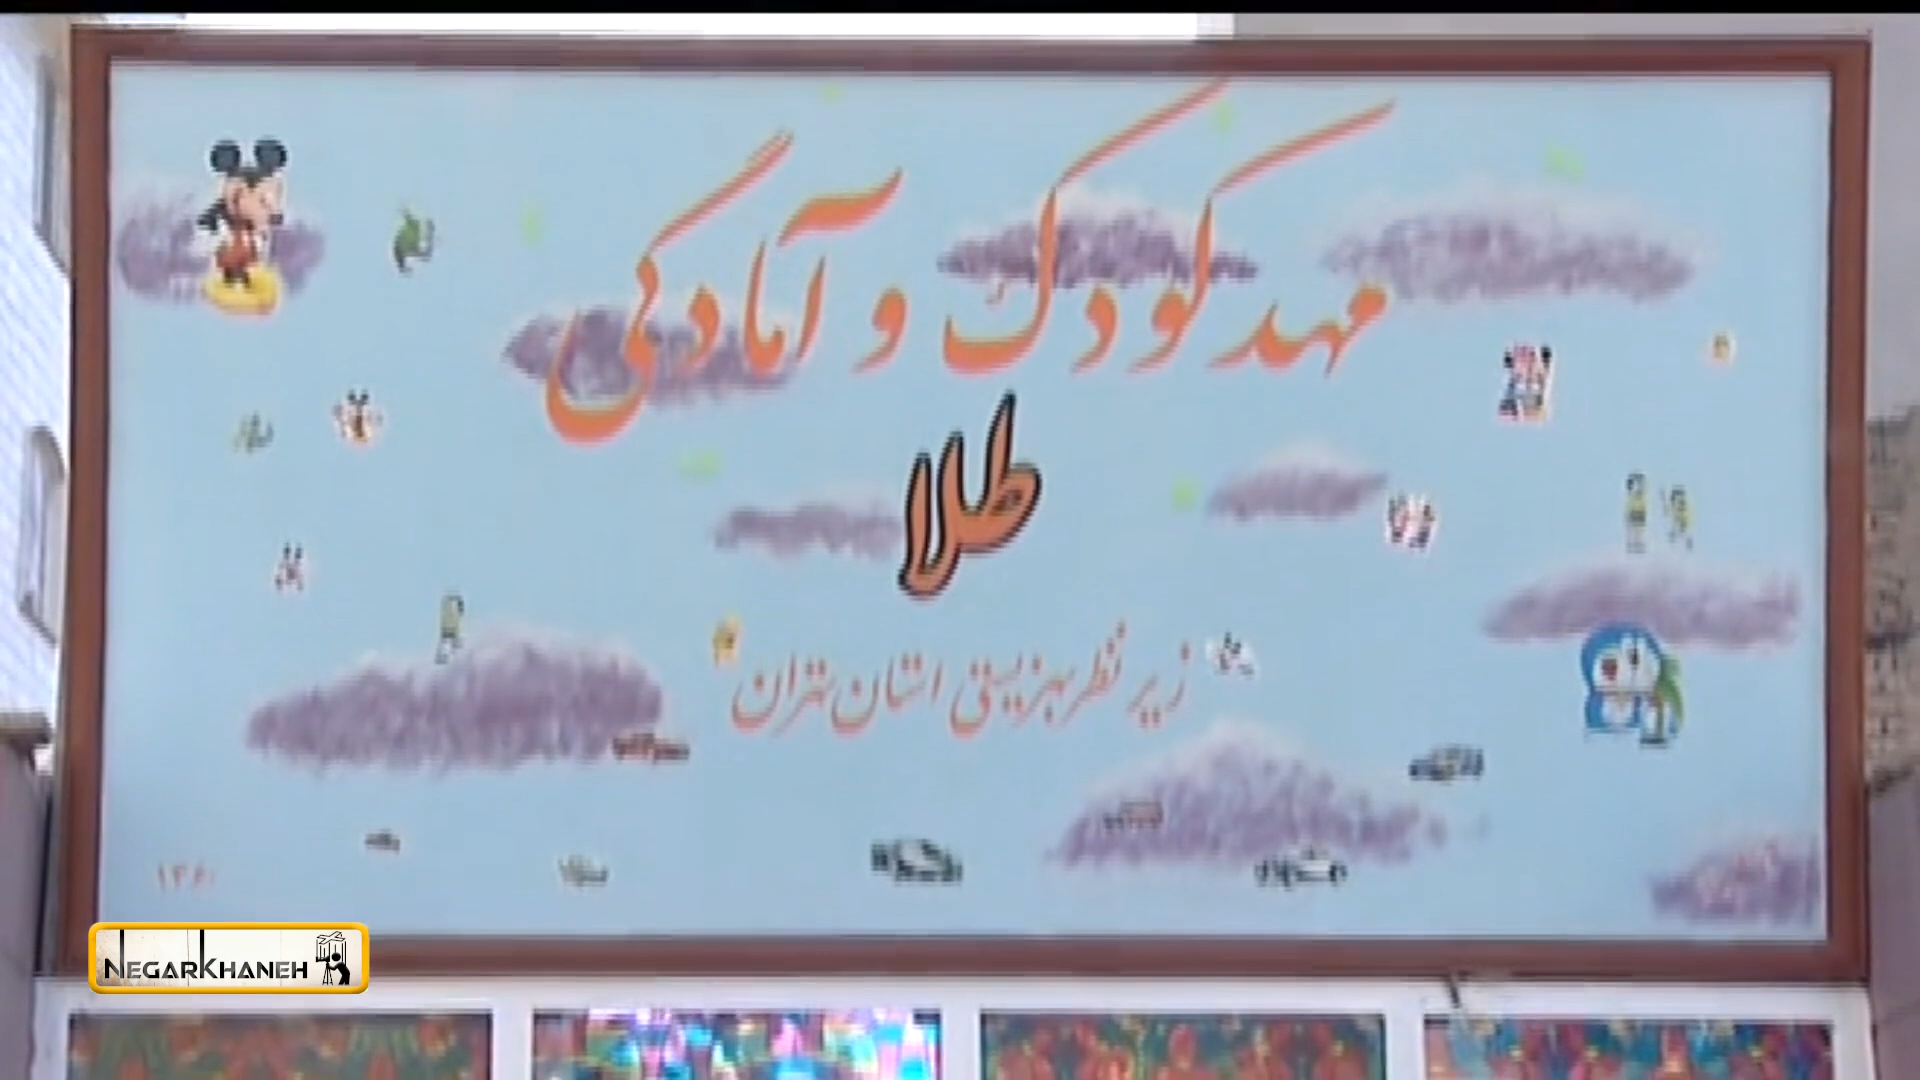 مهد کودک و آمادگی
طلا
زیر نظر بهزیستی استان تهران
NEGARKHANEH